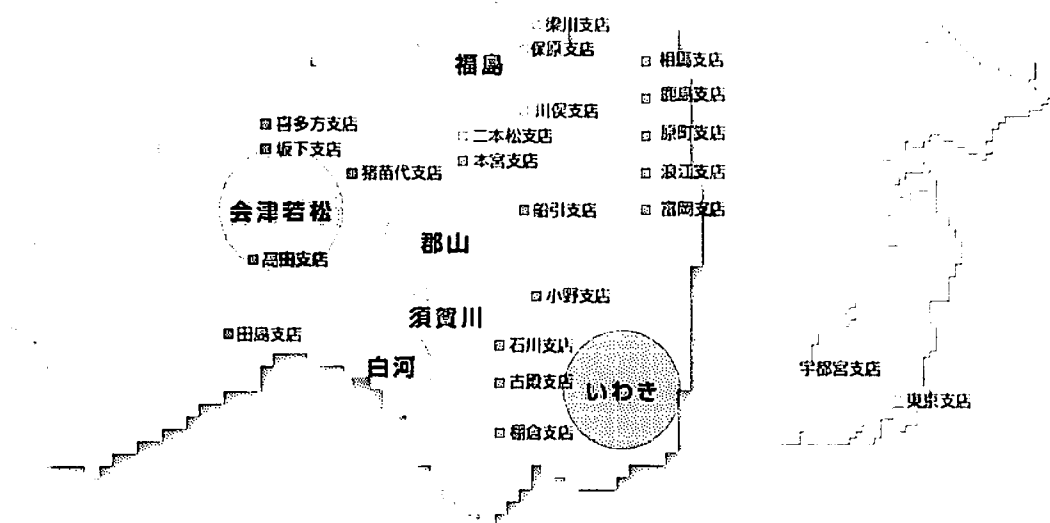 梁川支店
保原支店
福島
相馬支店
鹿島支店
川俣支店
喜多方支店
二本松支店
原町支店
坂下支店
本宮支店
猪苗代支店
浪江支店
会津若松
船引支店
富岡支店
郡山
高田支店
小野支店
須賀川
田島支店
石川支店
白河
宇都宮支店
古殿支店
いわき
東京支店
棚倉支店